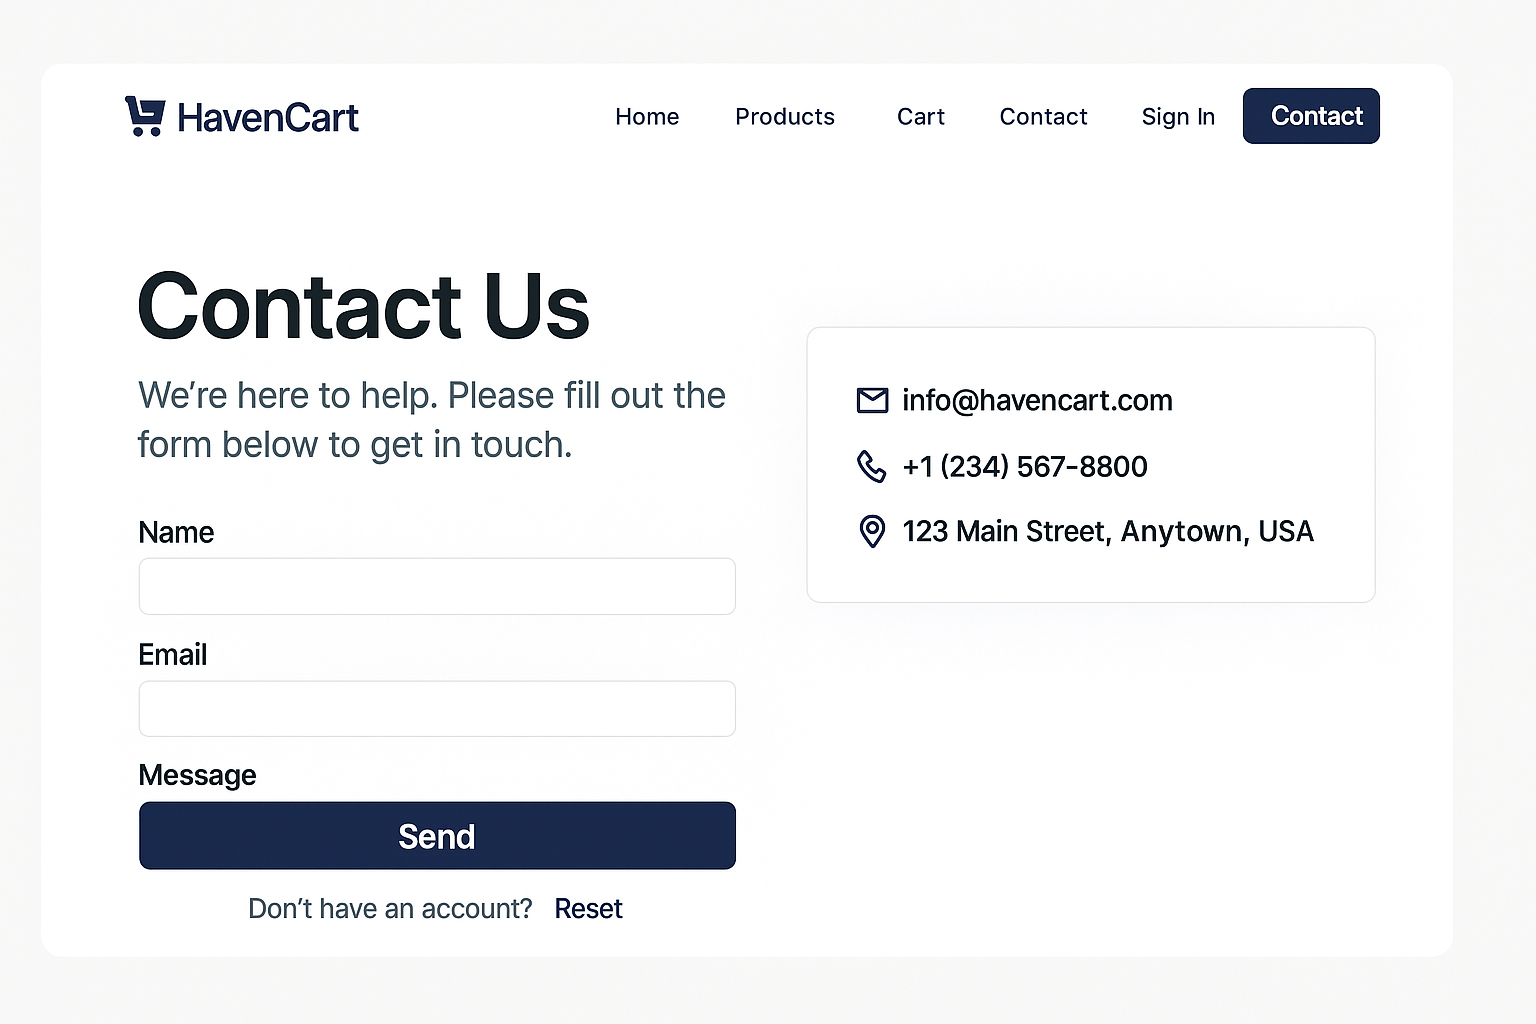 HavenCart
Home Products Cart Contact Sign In Contact
Contact Us
We’re here to help. Please fill out the
form below to get in touch.
Name
Email
Message
Send
Don’t have an account? Reset
info@havencart.com
+1 (234) 567-8800
123 Main Street, Anytown, USA